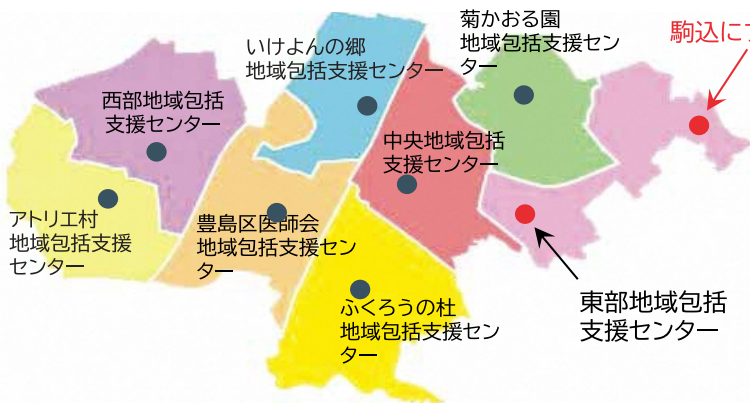 菊かおる園
地域包括支援セン
ター
駒込に
いけよんの郷
地域包括支援センター
西部地域包括
支援センター
中央地域包括
支援センター
アトリエ村
地域包括支援
センター
豊島区医師会
地域包括支援セン
ター
ふくろうの杜
地域包括支援セン
ター
東部地域包括
支援センター